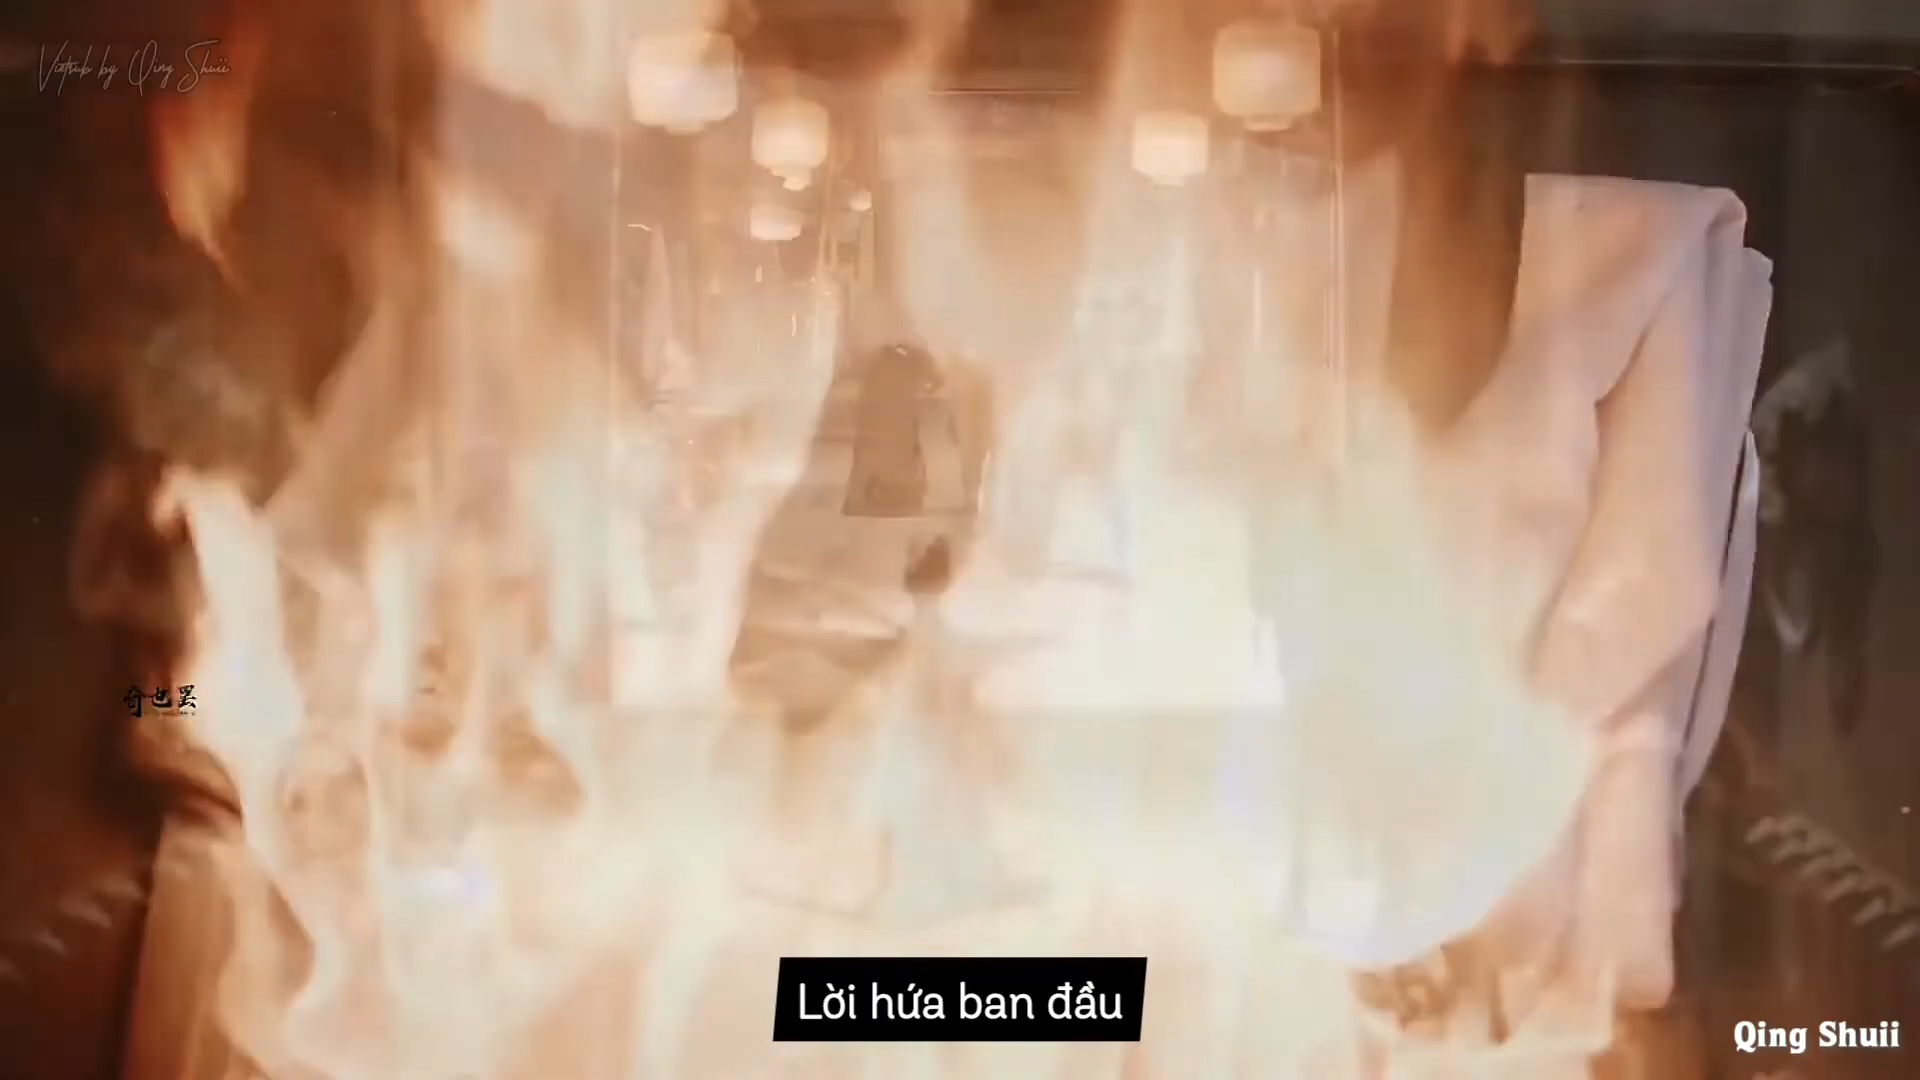 Vietsub by Qing Shuii
奇也罢
Lời hứa ban đầu
Qing Shuii